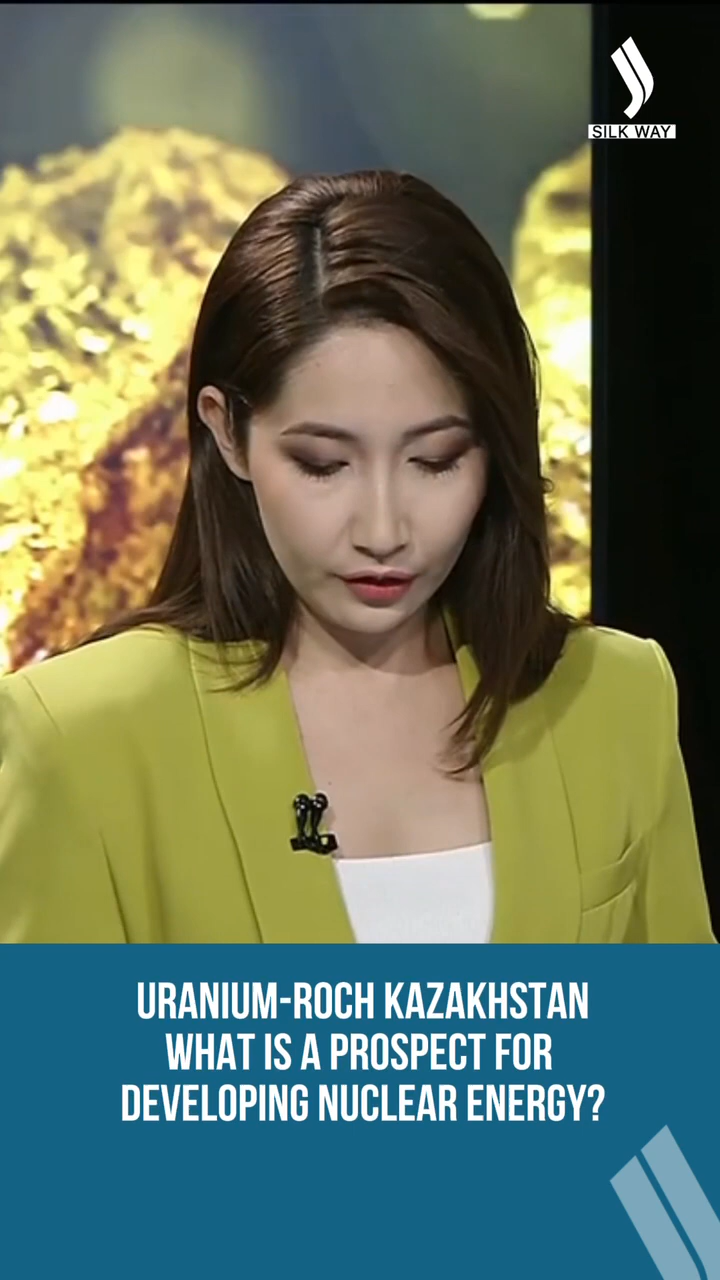 SILK WAY
URANIUM-ROCH KAZAKHSTAN
WHAT IS A PROSPECT FOR
DEVELOPING NUCLEAR ENERGY?